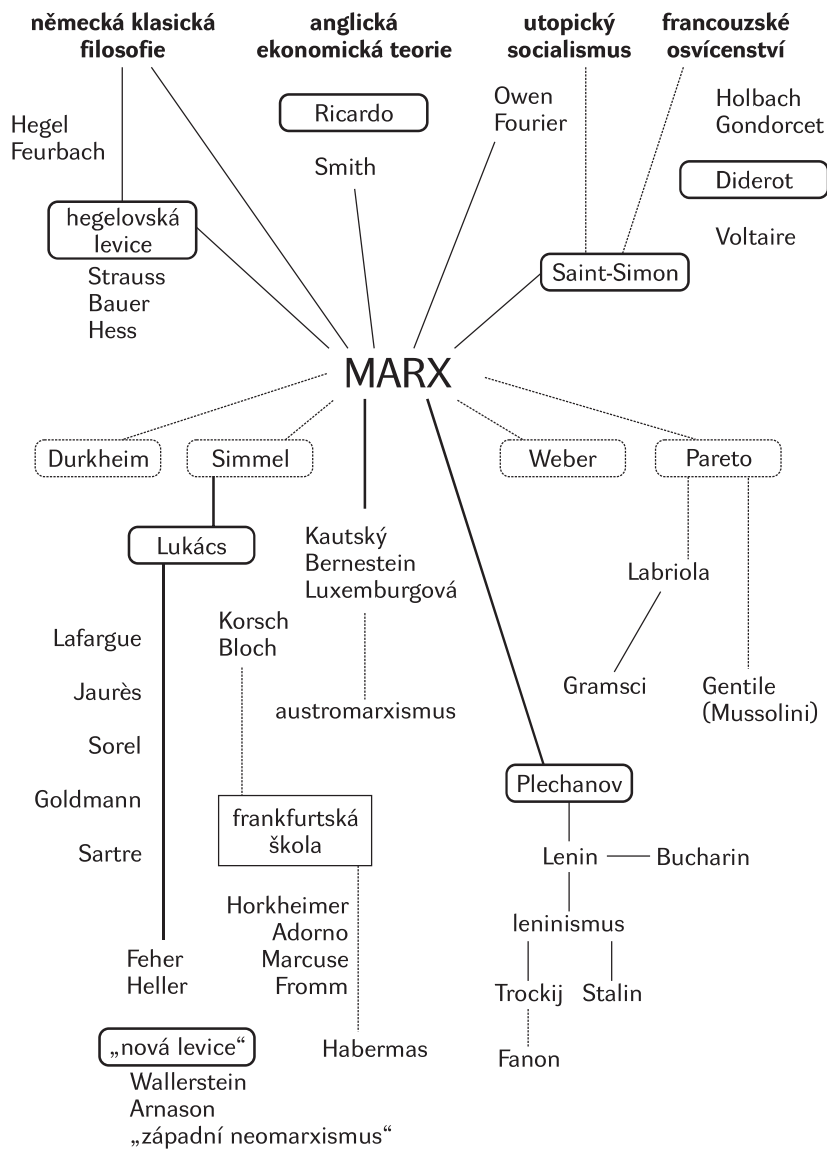 německá klasická
filosofie
anglická
ekonomická teorie
utopický
socialismus
francouzské
osvícenství
Hegel
Feurbach
Ricardo
Smith
Owen
Fourier
Holbach
Gondorcet
Diderot
Voltaire
hegelovská
levice
Strauss
Bauer
Hess
Saint-Simon
MARX
Durkheim
Simmel
Weber
Pareto
Lukács
Kautský
Bernestein
Luxemburgová
Labriola
Korsch
Bloch
Lafargue
Jaurès
Sorel
Goldmann
Sartre
austromarxismus
Gramsci
Gentile
(Mussolini)
Plechanov
frankfurtská
škola
Lenin
Bucharin
leninismus
Horkheimer
Adorno
Marcuse
Fromm
Feher
Heller
Trockij
Stalin
Habermas
Fanon
„nová levice“
Wallerstein
Arnason
„západní neomarxismus“